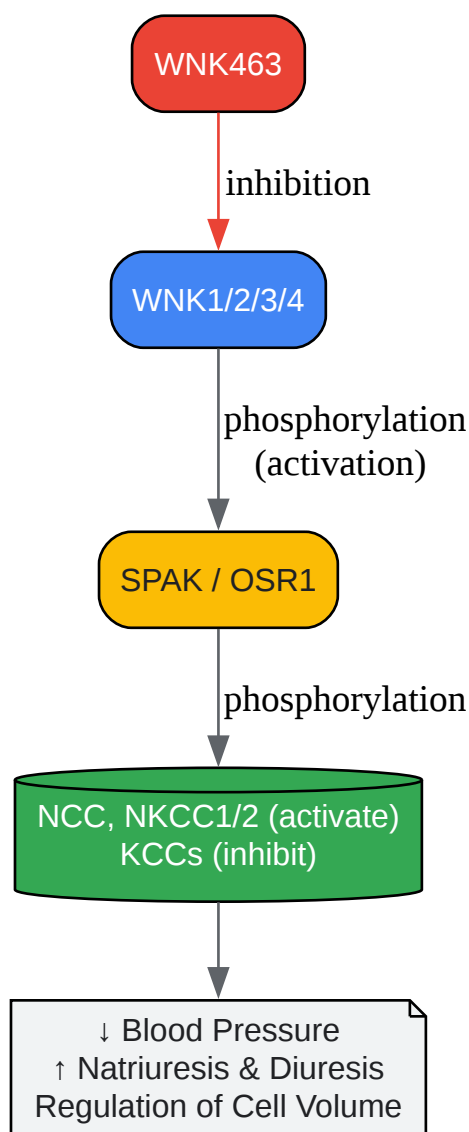 WNK463
inhibition
WNK1/2/3/4
phosphorylation
(activation)
SPAK / OSR1
phosphorylation
NCC, NKCC1/2 (activate)
KCCs (inhibit)
↓ Blood Pressure
↑ Natriuresis & Diuresis
Regulation of Cell Volume